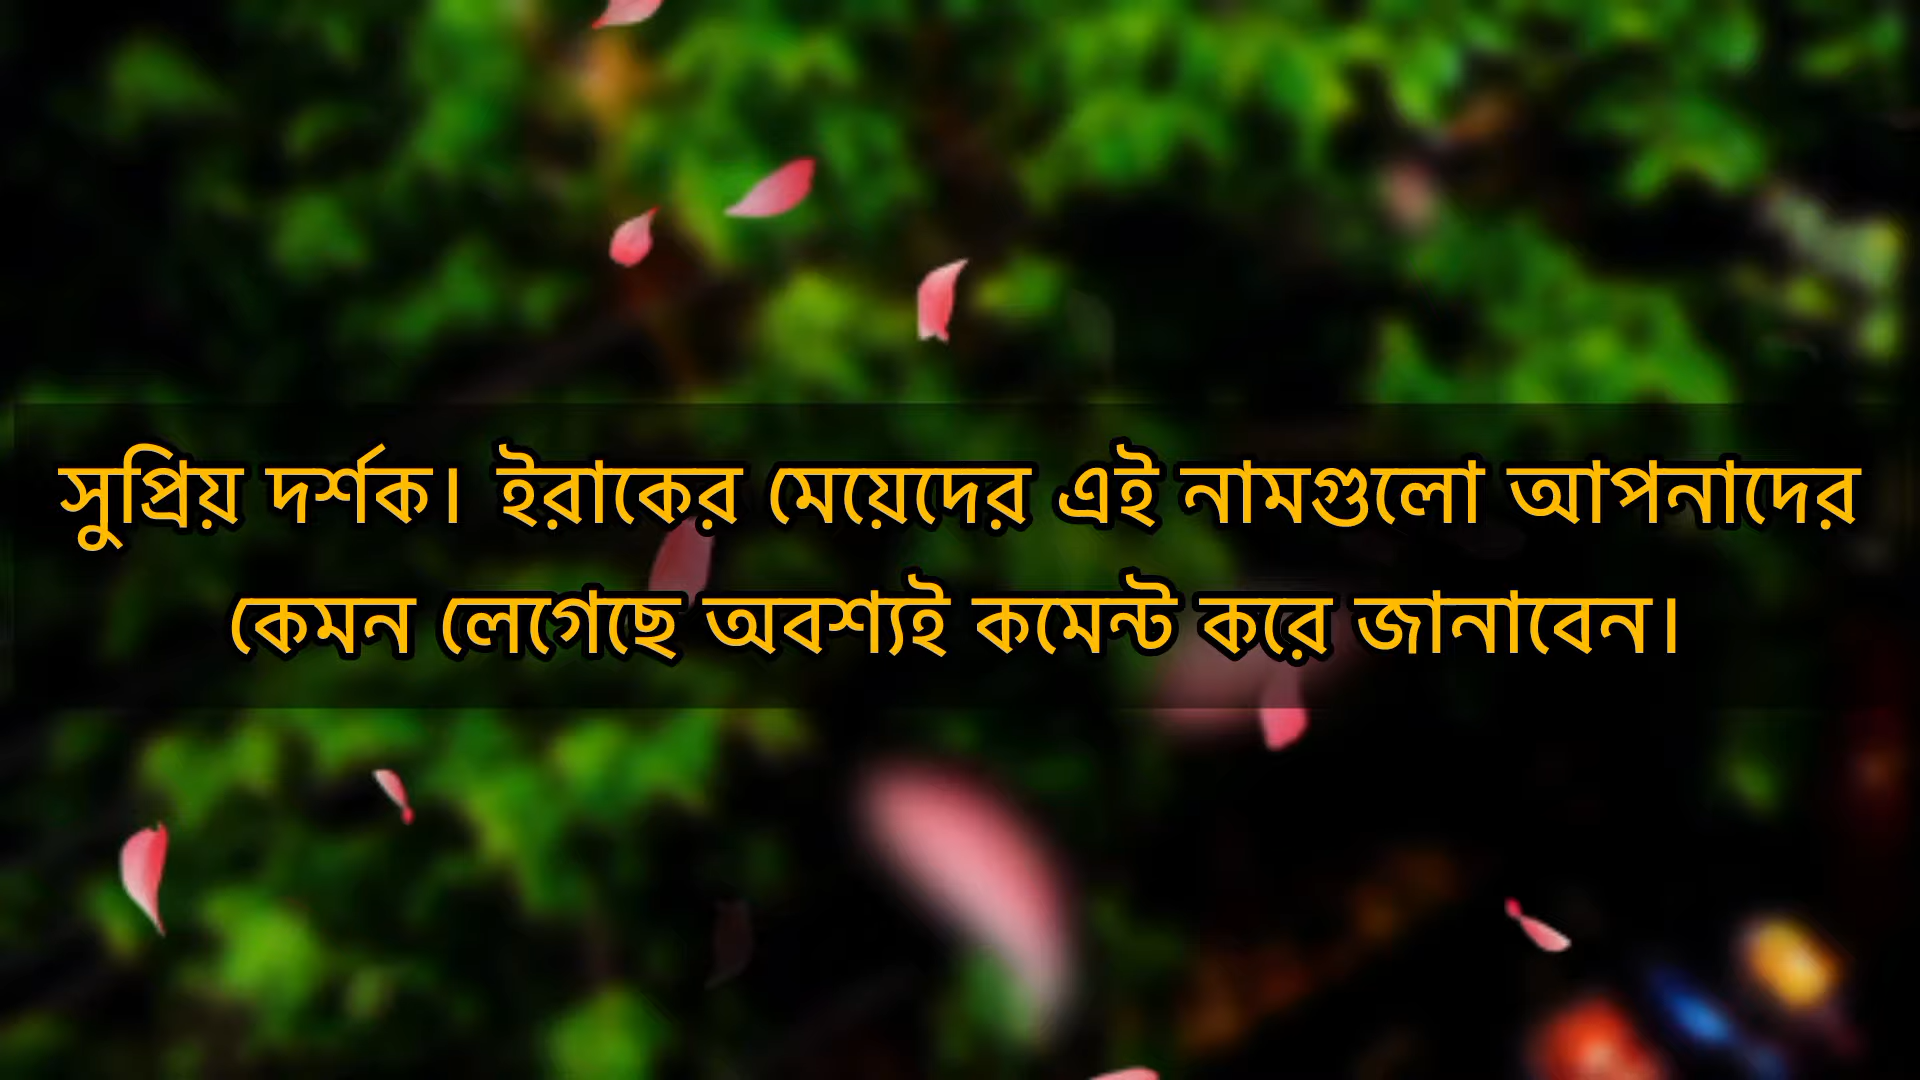 সুপ্রিয় দর্শক। ইরাকের মেয়েদের এই নামগুলো আপনাদের
কেমন লেগেছে অবশ্যই কমেন্ট করে জানাবেন।